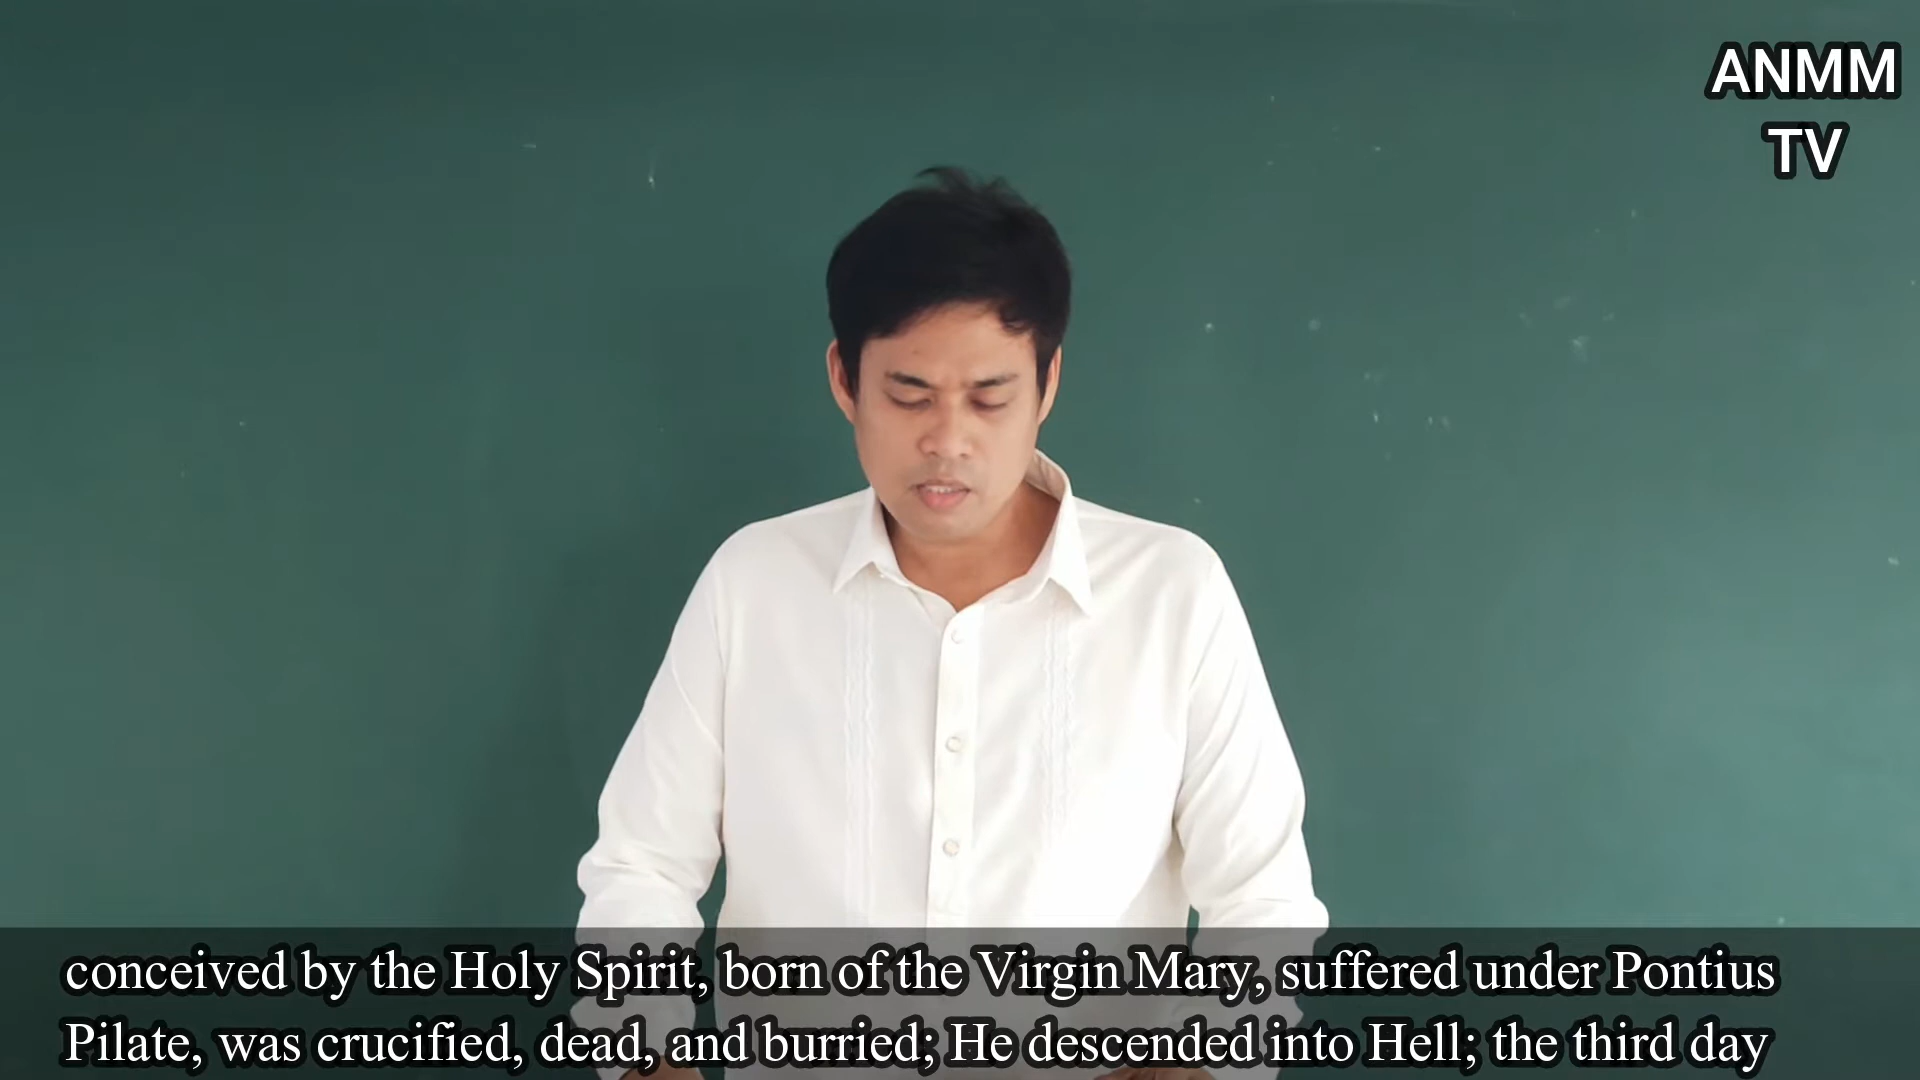 ANMM
TV
conceived by the Holy Spirit, born of the Virgin Mary, suffered under Pontius
Pilate, was crucified, dead, and burried; He descended into Hell; the third day